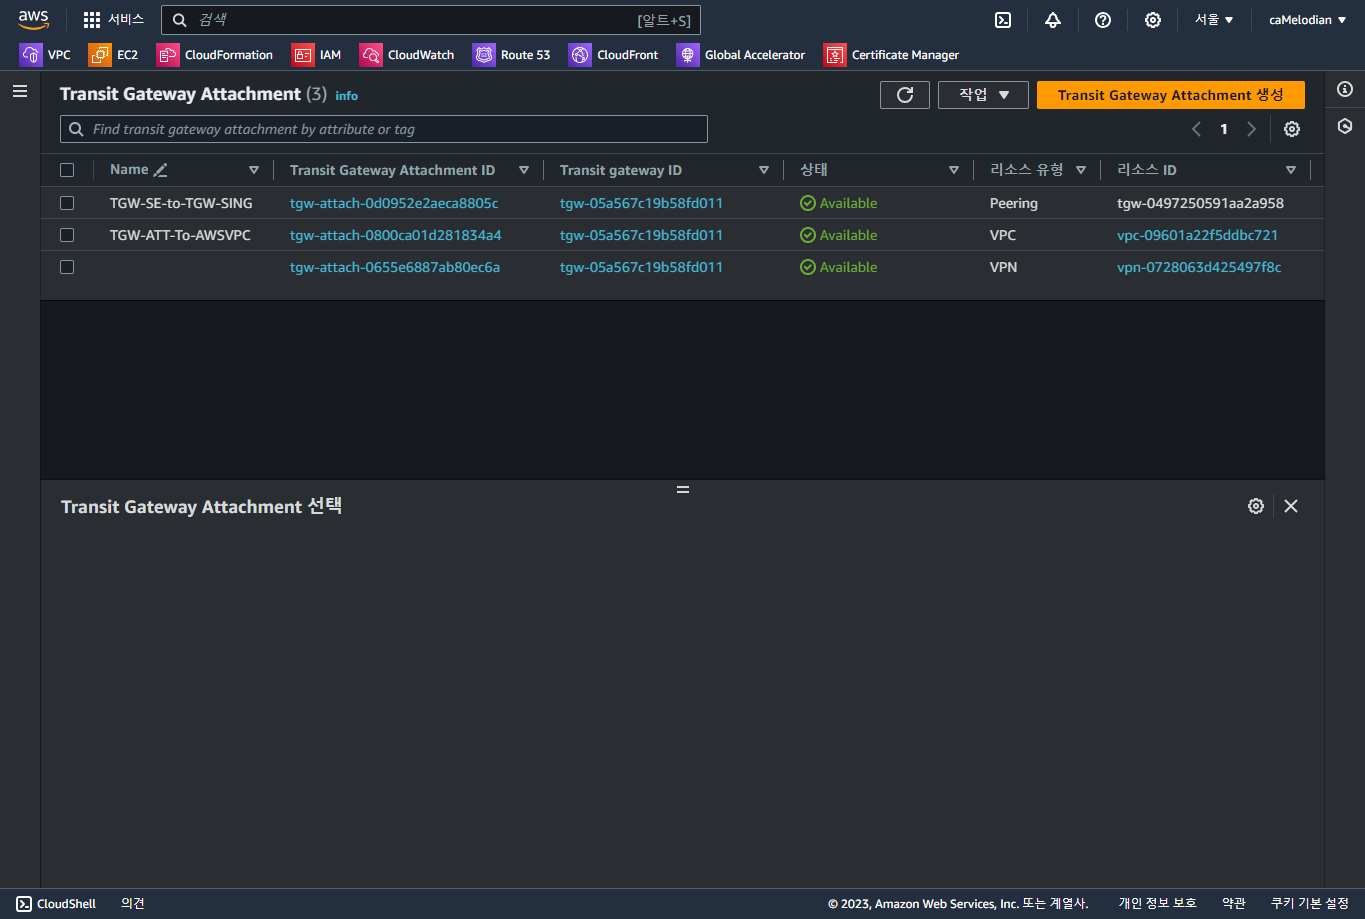 aws 서비스 검색 [알트+S] 서울 ▼ caMelodian ▼
VPC EC2 CloudFormation IAM CloudWatch Route 53 CloudFront Global Accelerator Certificate Manager
Transit Gateway Attachment (3) info 작업 ▼ Transit Gateway Attachment 생성
Find transit gateway attachment by attribute or tag 1
Name Transit Gateway Attachment ID Transit gateway ID 상태 리소스 유형 리소스 ID
TGW-SE-to-TGW-SING tgw-attach-0d0952e2aeca8805c tgw-05a567c19b58fd011 Available Peering tgw-0497250591aa2a958
TGW-ATT-To-AWSVPC tgw-attach-0800ca01d281834a4 tgw-05a567c19b58fd011 Available VPC vpc-09601a22f5ddbc721
tgw-attach-0655e6887ab80ec6a tgw-05a567c19b58fd011 Available VPN vpn-0728063d425497f8c
Transit Gateway Attachment 선택
CloudShell 의견 © 2023, Amazon Web Services, Inc. 또는 계열사. 개인 정보 보호 약관 쿠키 기본 설정